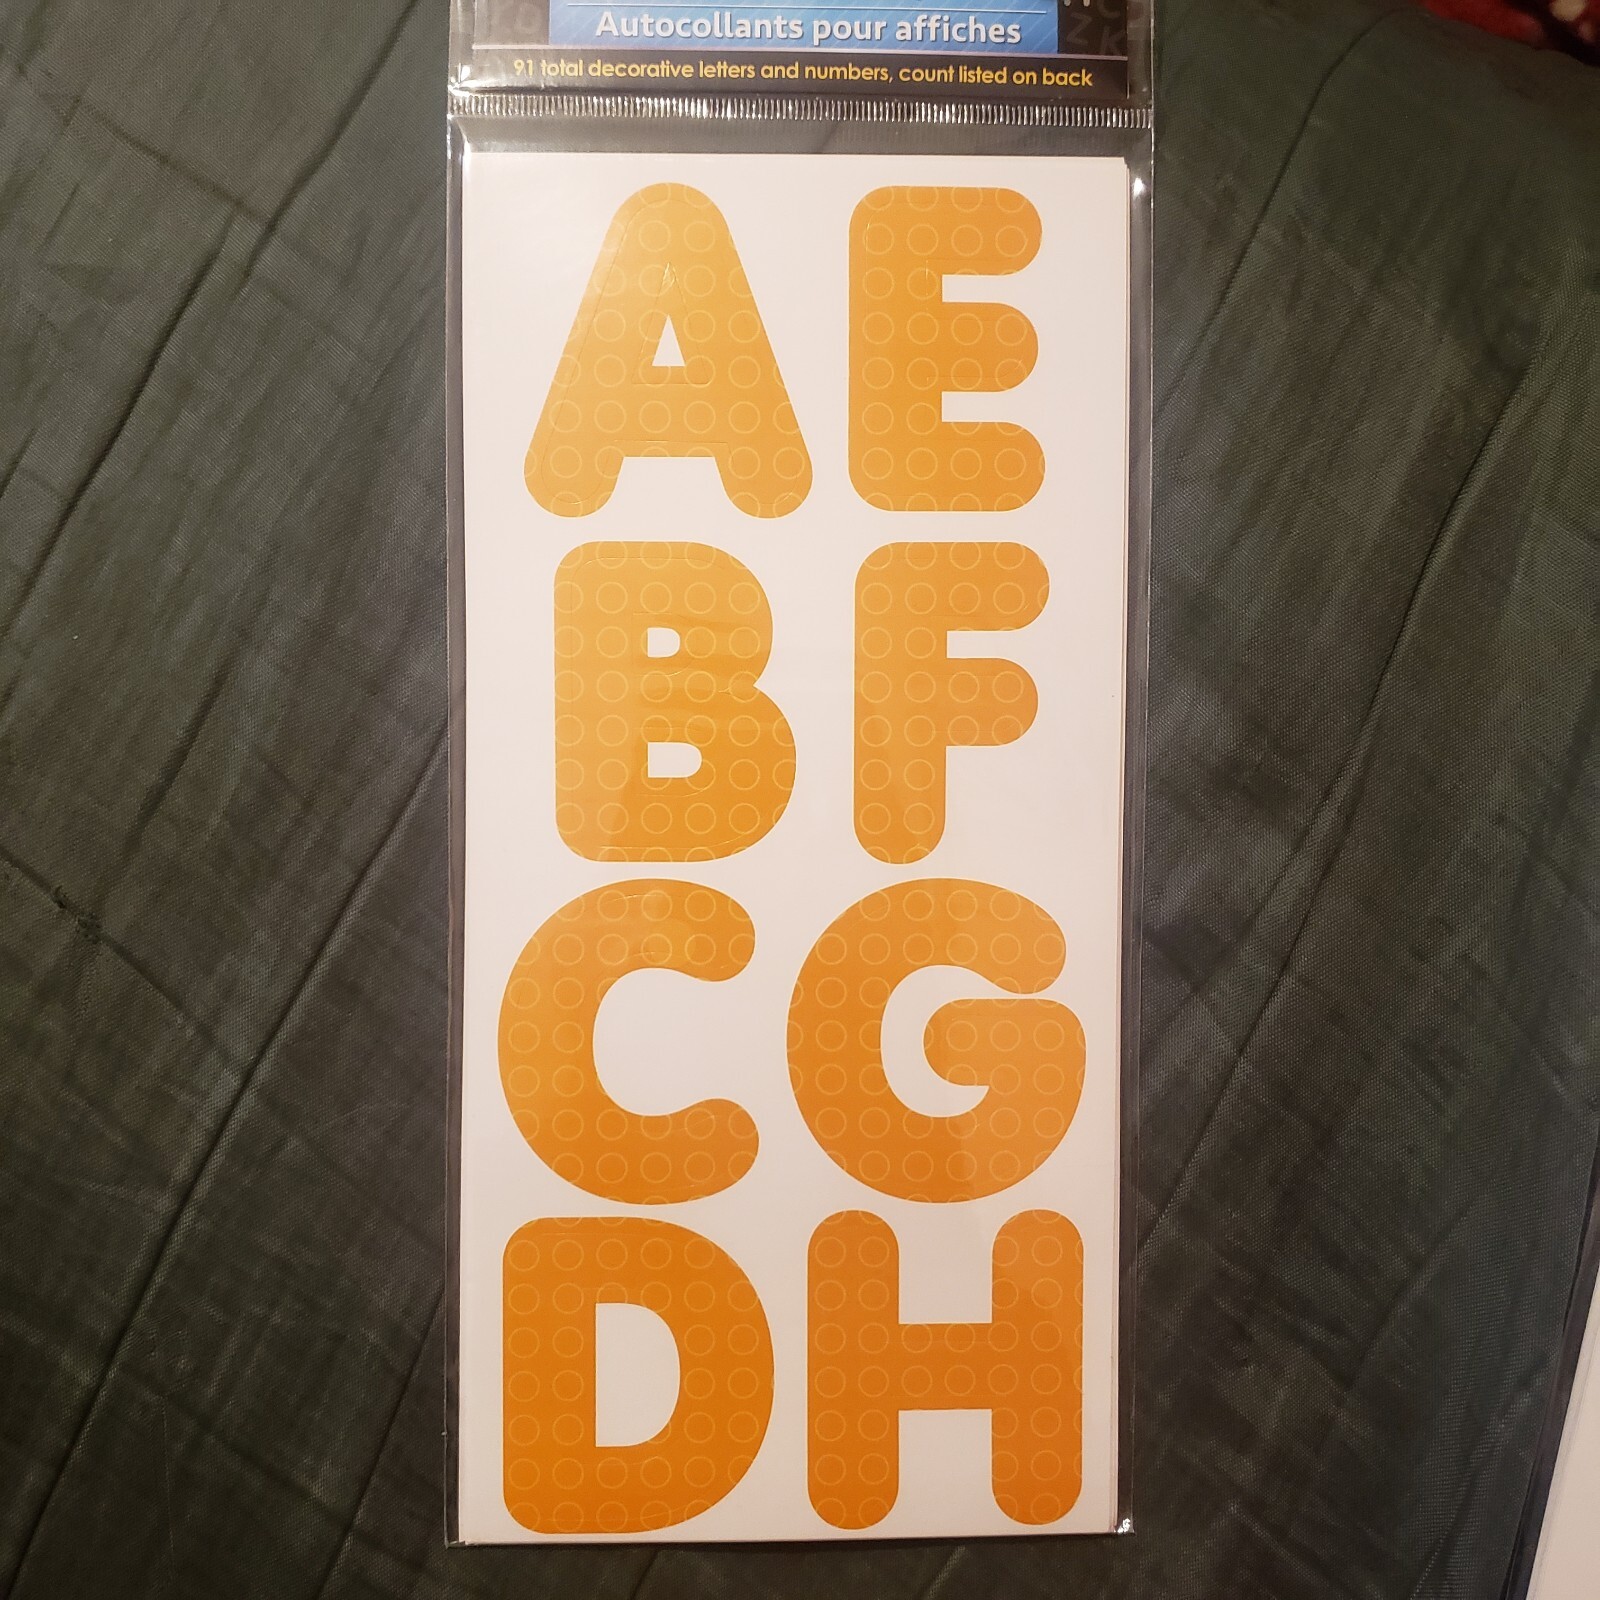 Autocollants pour affiches
91 total decorative letters and numbers, count listed on back
A E
B F
C G
D H